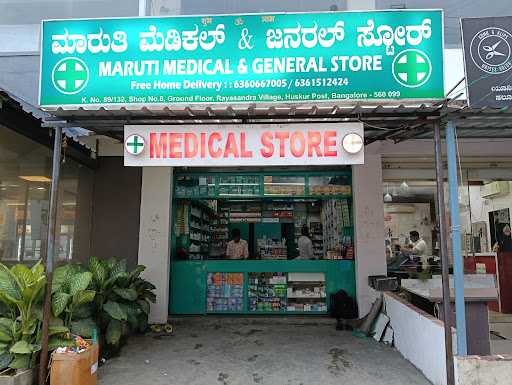 शुभ ॐ लाभ
ಮಾರುತಿ ಮೆಡಿಕಲ್ & ಜನರಲ್ ಸ್ಟೋರ್
MARUTI MEDICAL & GENERAL STORE
Free Home Delivery : : 6360667005 / 6361512424
K. No. 89/132, Shop No.8, Ground Floor, Rayasandra Village, Huskur Post, Bangalore - 560 099
MEDICAL STORE